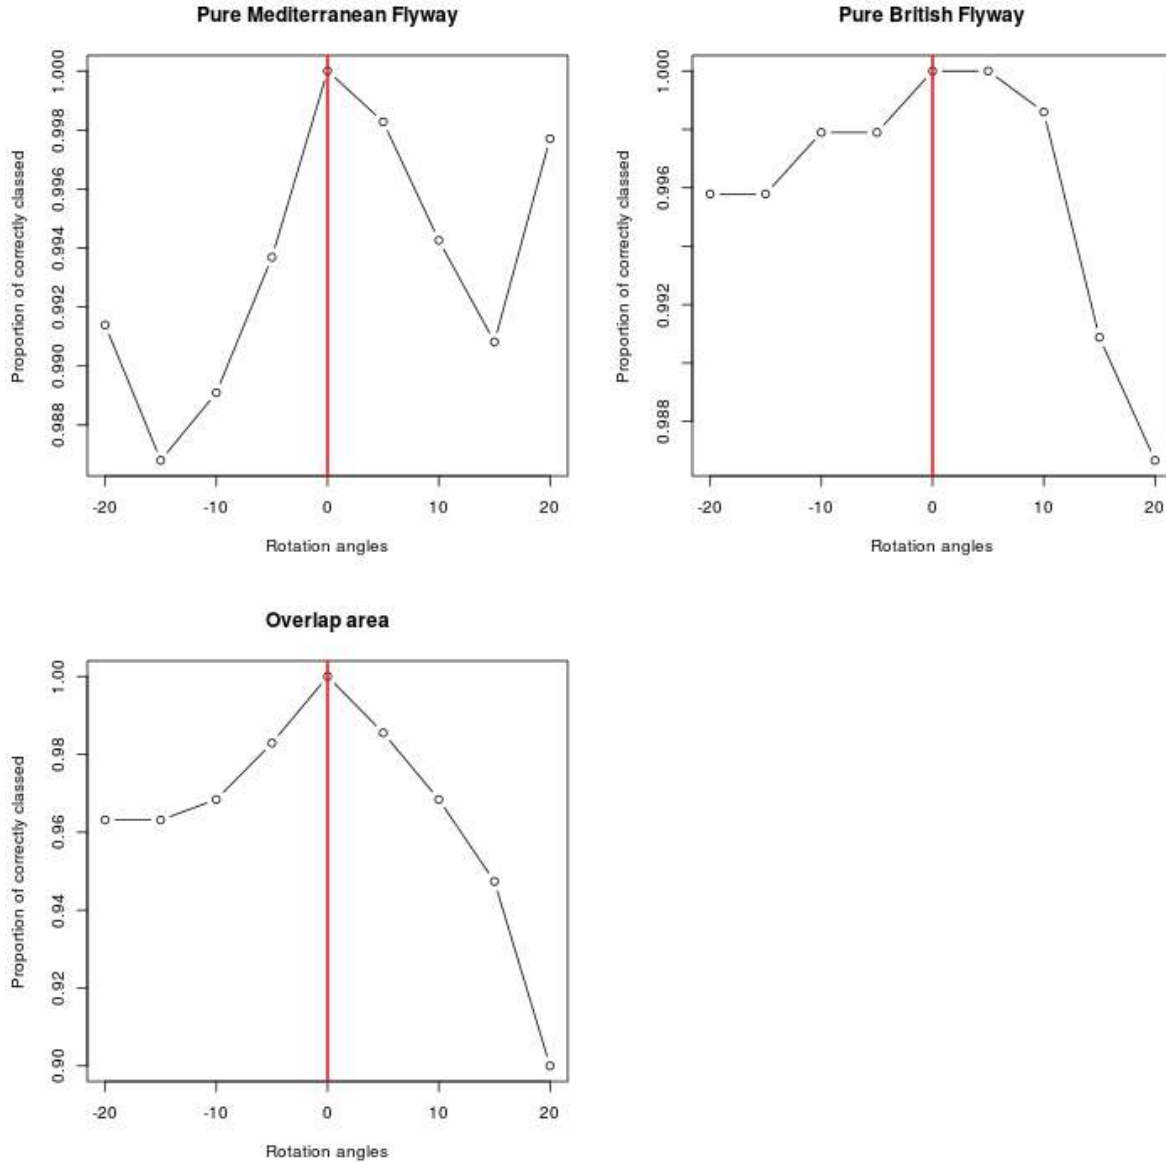 Pure Mediterranean Flyway
Proportion of correctly classed
0.988 0.990 0.992 0.994 0.996 0.998 1.000
-20 -10 0 10 20
Rotation angles
Pure British Flyway
Proportion of correctly classed
0.988 0.992 0.996 1.000
-20 -10 0 10 20
Rotation angles
Overlap area
Proportion of correctly classed
0.90 0.92 0.94 0.96 0.98 1.00
-20 -10 0 10 20
Rotation angles